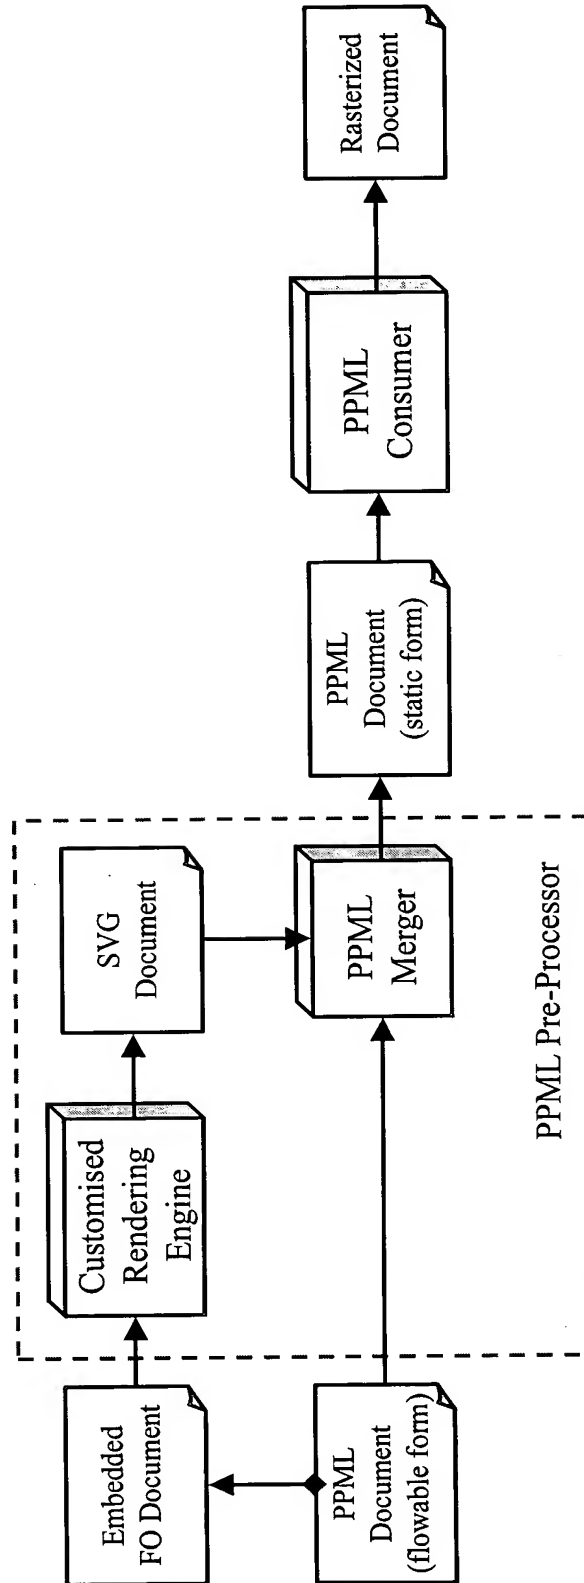 Embedded
FO Document
PPML
Document
(flowable form)
Customised
Rendering
Engine
SVG
Document
PPML
Merger
PPML Pre-Processor
PPML
Document
(static form)
PPML
Consumer
Rasterized
Document